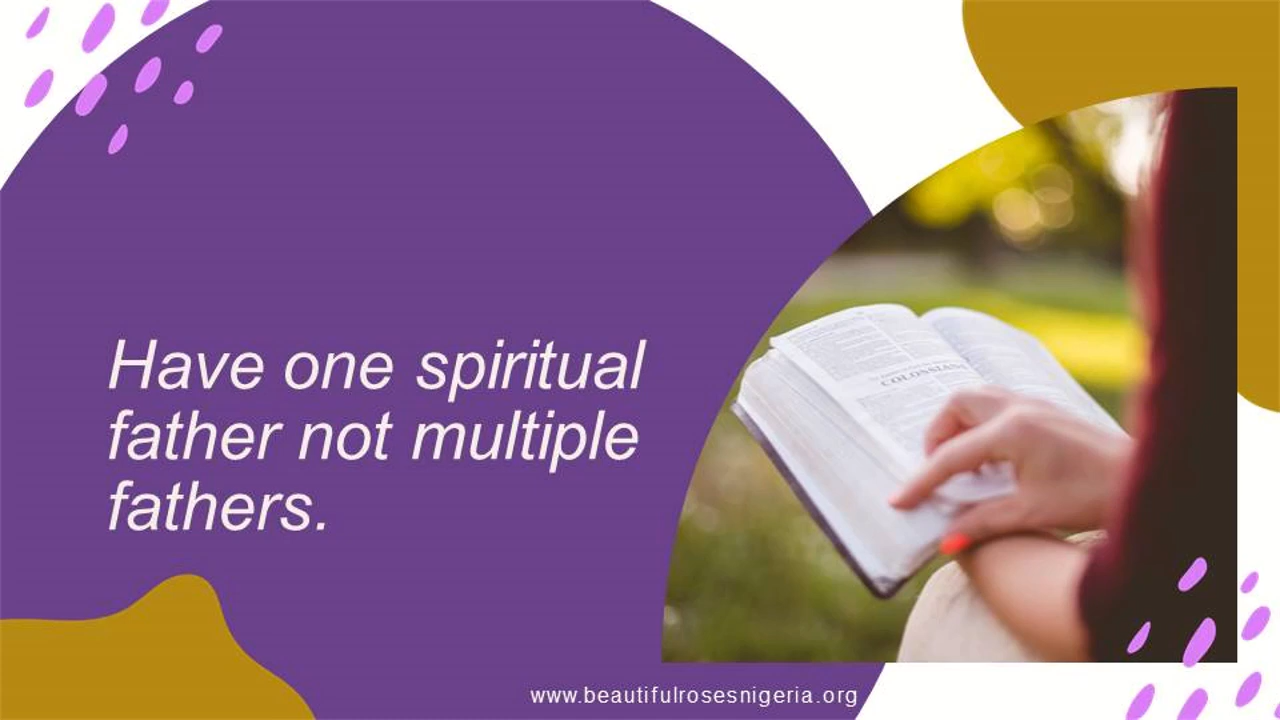 Have one spiritual
father not multiple
fathers.
COLOSSIANS
www.beautifulrosesnigeria.org